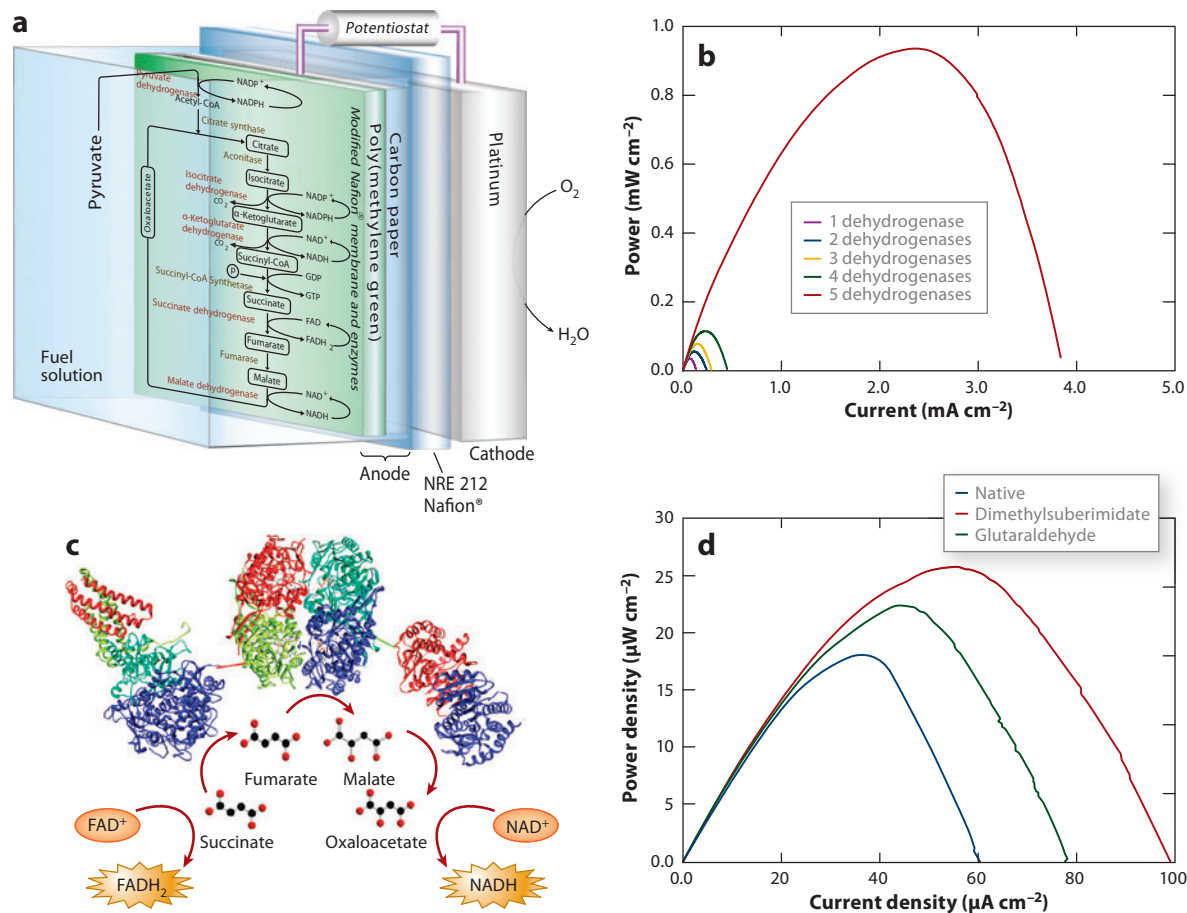 a
Potentiostat
Pyruvate
dehydrogenase
NADP+
NADPH
Acetyl-CoA
Citrate synthase
Citrate
Aconitase
Isocitrate
Isocitrate
dehydrogenase
CO2
NADP+
NADPH
α-Ketoglutarate
α-Ketoglutarate
dehydrogenase
CO2
NAD+
NADH
Succinyl-CoA
P
Succinyl-CoA Synthetase
GDP
GTP
Succinate
Succinate dehydrogenase
FAD
FADH2
Fumarate
Fumarase
Malate
Malate dehydrogenase
NAD+
NADH
Oxaloacetate
Pyruvate
Fuel
solution
Modified Nafion® membrane and enzymes
Poly(methylene green)
Carbon paper
Platinum
O2
H2O
Anode
Cathode
NRE 212
Nafion®
b
Power (mW cm−2)
1.0
0.8
0.6
0.4
0.2
0.0
1 dehydrogenase
2 dehydrogenases
3 dehydrogenases
4 dehydrogenases
5 dehydrogenases
0.0 1.0 2.0 3.0 4.0 5.0
Current (mA cm−2)
c
Fumarate
Malate
Succinate
Oxaloacetate
FAD+
FADH2
NAD+
NADH
d
Native
Dimethylsuberimidate
Glutaraldehyde
Power density (μW cm−2)
30
25
20
15
10
5
0.0
0.0 20 40 60 80 100
Current density (μA cm−2)